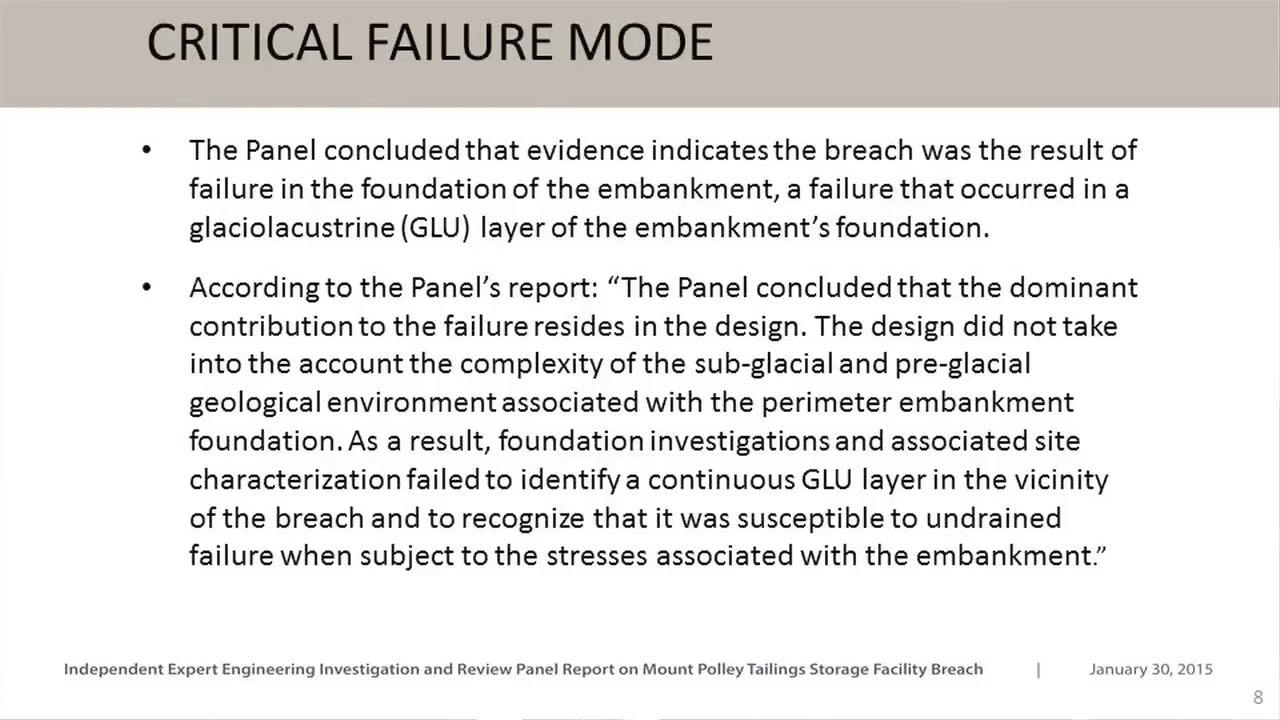 CRITICAL FAILURE MODE
• The Panel concluded that evidence indicates the breach was the result of
failure in the foundation of the embankment, a failure that occurred in a
glaciolacustrine (GLU) layer of the embankment’s foundation.
• According to the Panel’s report: “The Panel concluded that the dominant
contribution to the failure resides in the design. The design did not take
into the account the complexity of the sub-glacial and pre-glacial
geological environment associated with the perimeter embankment
foundation. As a result, foundation investigations and associated site
characterization failed to identify a continuous GLU layer in the vicinity
of the breach and to recognize that it was susceptible to undrained
failure when subject to the stresses associated with the embankment.”
Independent Expert Engineering Investigation and Review Panel Report on Mount Polley Tailings Storage Facility Breach | January 30, 2015
8